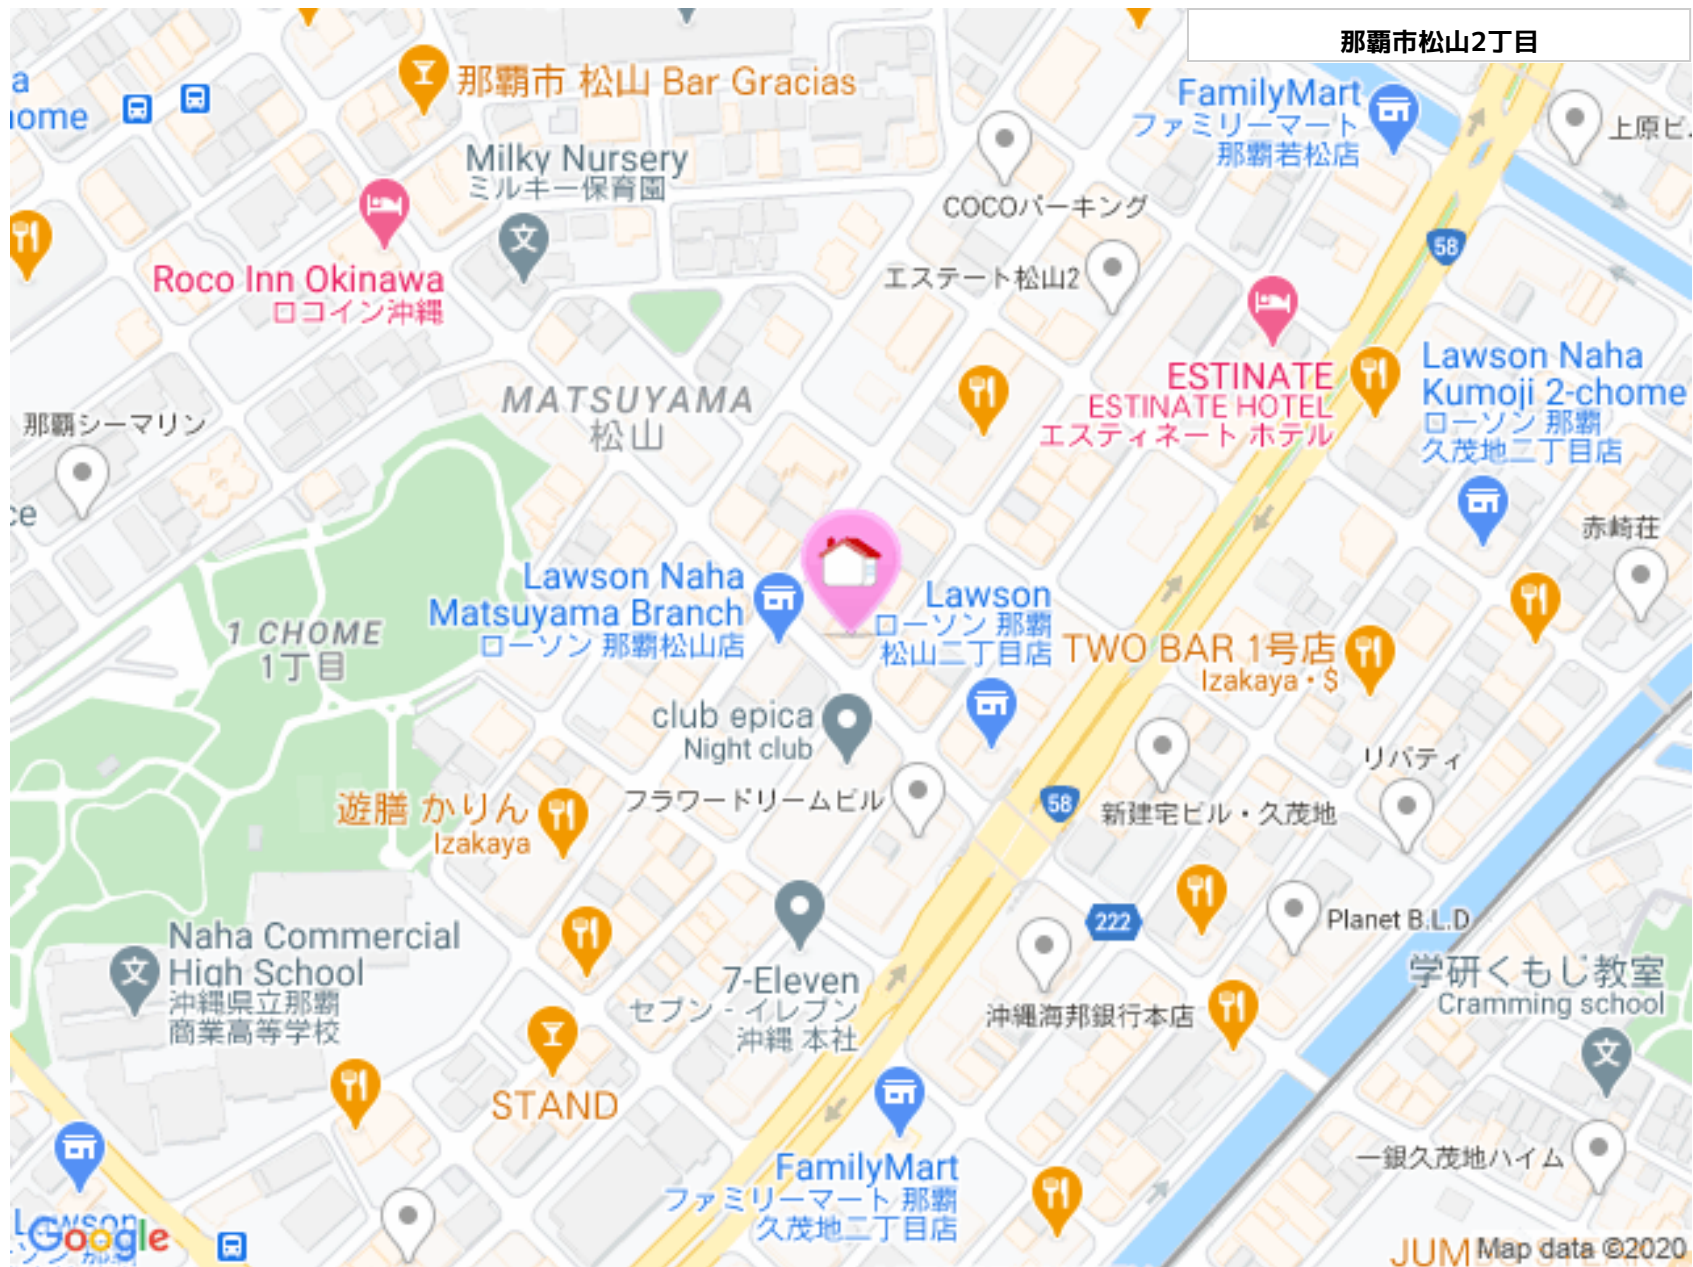 那覇市松山2丁目
那覇市 松山 Bar Gracias
FamilyMart
ファミリーマート
那覇若松店
上原ビ
a
ome
Milky Nursery
ミルキー保育園
COCOパーキング
58
エステート松山2
Roco Inn Okinawa
ロコイン沖縄
ESTINATE
ESTINATE HOTEL
エスティネート ホテル
Lawson Naha
Kumoji 2-chome
ローソン 那覇
久茂地二丁目店
MATSUYAMA
松山
那覇シーマリン
ce
赤崎荘
Lawson Naha
Matsuyama Branch
ローソン 那覇松山店
Lawson
ローソン 那覇
松山二丁目店
1 CHOME
1丁目
TWO BAR 1号店
Izakaya・$
club epica
Night club
リバティ
フラワードリームビル
58
新建宅ビル・久茂地
遊膳 かりん
Izakaya
222
Planet B.L.D
Naha Commercial
High School
沖縄県立那覇
商業高等学校
7-Eleven
セブン‐イレブン
沖縄 本社
沖縄海邦銀行本店
学研くもじ教室
Cramming school
STAND
一銀久茂地ハイム
FamilyMart
ファミリーマート 那覇
久茂地二丁目店
Lawson
ソン
Google
JUM
Map data ©2020